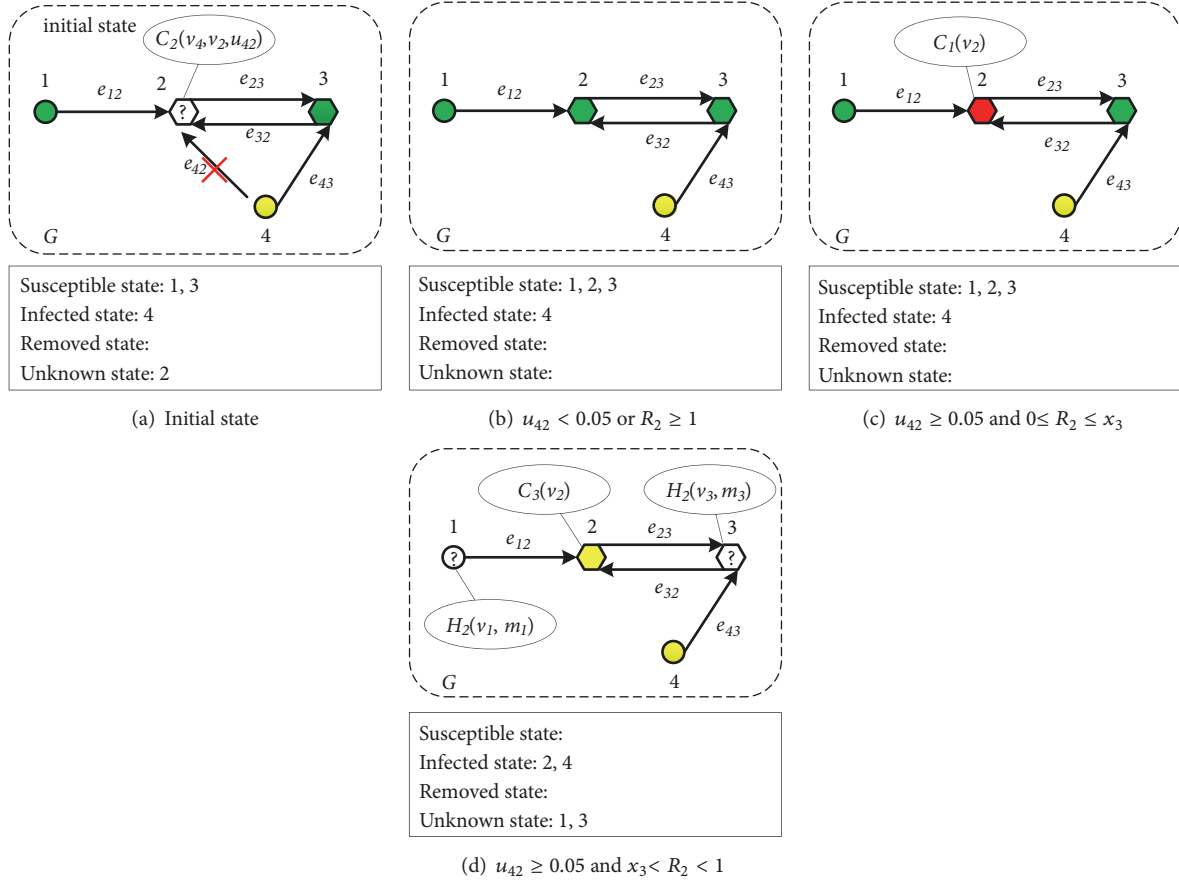 initial state
C₂(v₄,v₂,u₄₂)
1
2
3
e₁₂
e₂₃
?
e₃₂
e₄₂
e₄₃
G
4
Susceptible state: 1, 3
Infected state: 4
Removed state:
Unknown state: 2
(a) Initial state
1
2
3
e₁₂
e₂₃
e₃₂
e₄₃
G
4
Susceptible state: 1, 2, 3
Infected state: 4
Removed state:
Unknown state:
(b) u₄₂ < 0.05 or R₂ ≥ 1
C₁(v₂)
1
2
3
e₁₂
e₂₃
e₃₂
e₄₃
G
4
Susceptible state: 1, 2, 3
Infected state: 4
Removed state:
Unknown state:
(c) u₄₂ ≥ 0.05 and 0≤ R₂ ≤ x₃
C₃(v₂)
H₂(v₃, m₃)
1
2
3
e₁₂
e₂₃
?
?
e₃₂
H₂(v₁, m₁)
e₄₃
G
4
Susceptible state:
Infected state: 2, 4
Removed state:
Unknown state: 1, 3
(d) u₄₂ ≥ 0.05 and x₃< R₂ < 1